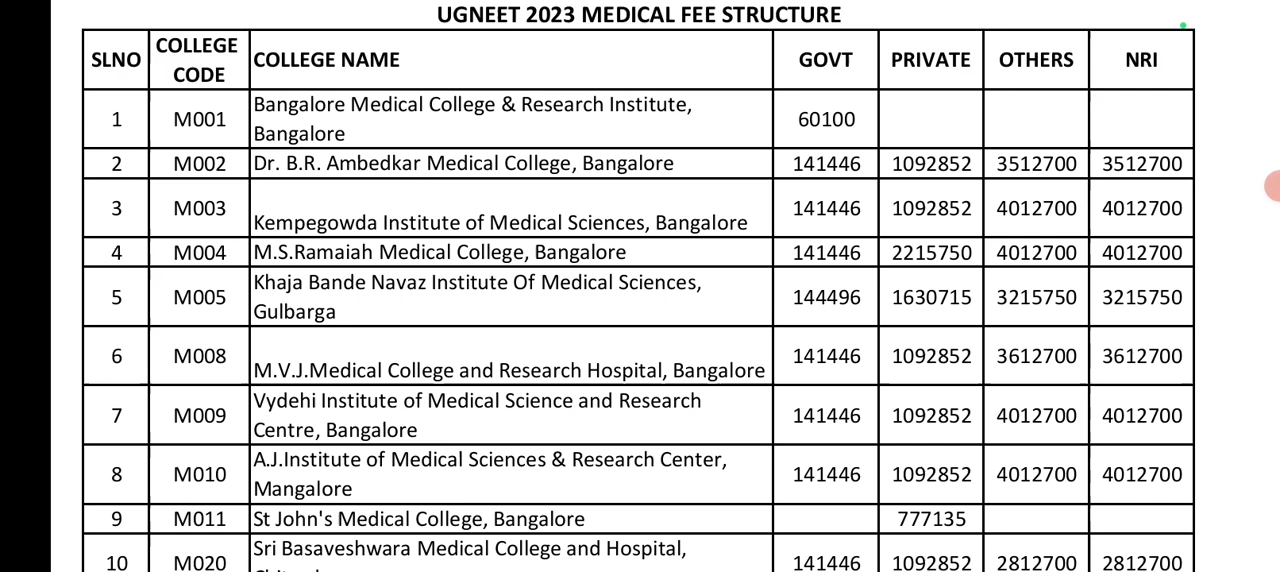 UGNEET 2023 MEDICAL FEE STRUCTURE
SLNO COLLEGE CODE COLLEGE NAME GOVT PRIVATE OTHERS NRI
1 M001 Bangalore Medical College & Research Institute, Bangalore 60100
2 M002 Dr. B.R. Ambedkar Medical College, Bangalore 141446 1092852 3512700 3512700
3 M003 Kempegowda Institute of Medical Sciences, Bangalore 141446 1092852 4012700 4012700
4 M004 M.S.Ramaiah Medical College, Bangalore 141446 2215750 4012700 4012700
5 M005 Khaja Bande Navaz Institute Of Medical Sciences, Gulbarga 144496 1630715 3215750 3215750
6 M008 M.V.J.Medical College and Research Hospital, Bangalore 141446 1092852 3612700 3612700
7 M009 Vydehi Institute of Medical Science and Research Centre, Bangalore 141446 1092852 4012700 4012700
8 M010 A.J.Institute of Medical Sciences & Research Center, Mangalore 141446 1092852 4012700 4012700
9 M011 St John's Medical College, Bangalore 777135
10 M020 Sri Basaveshwara Medical College and Hospital, 141446 1092852 2812700 2812700